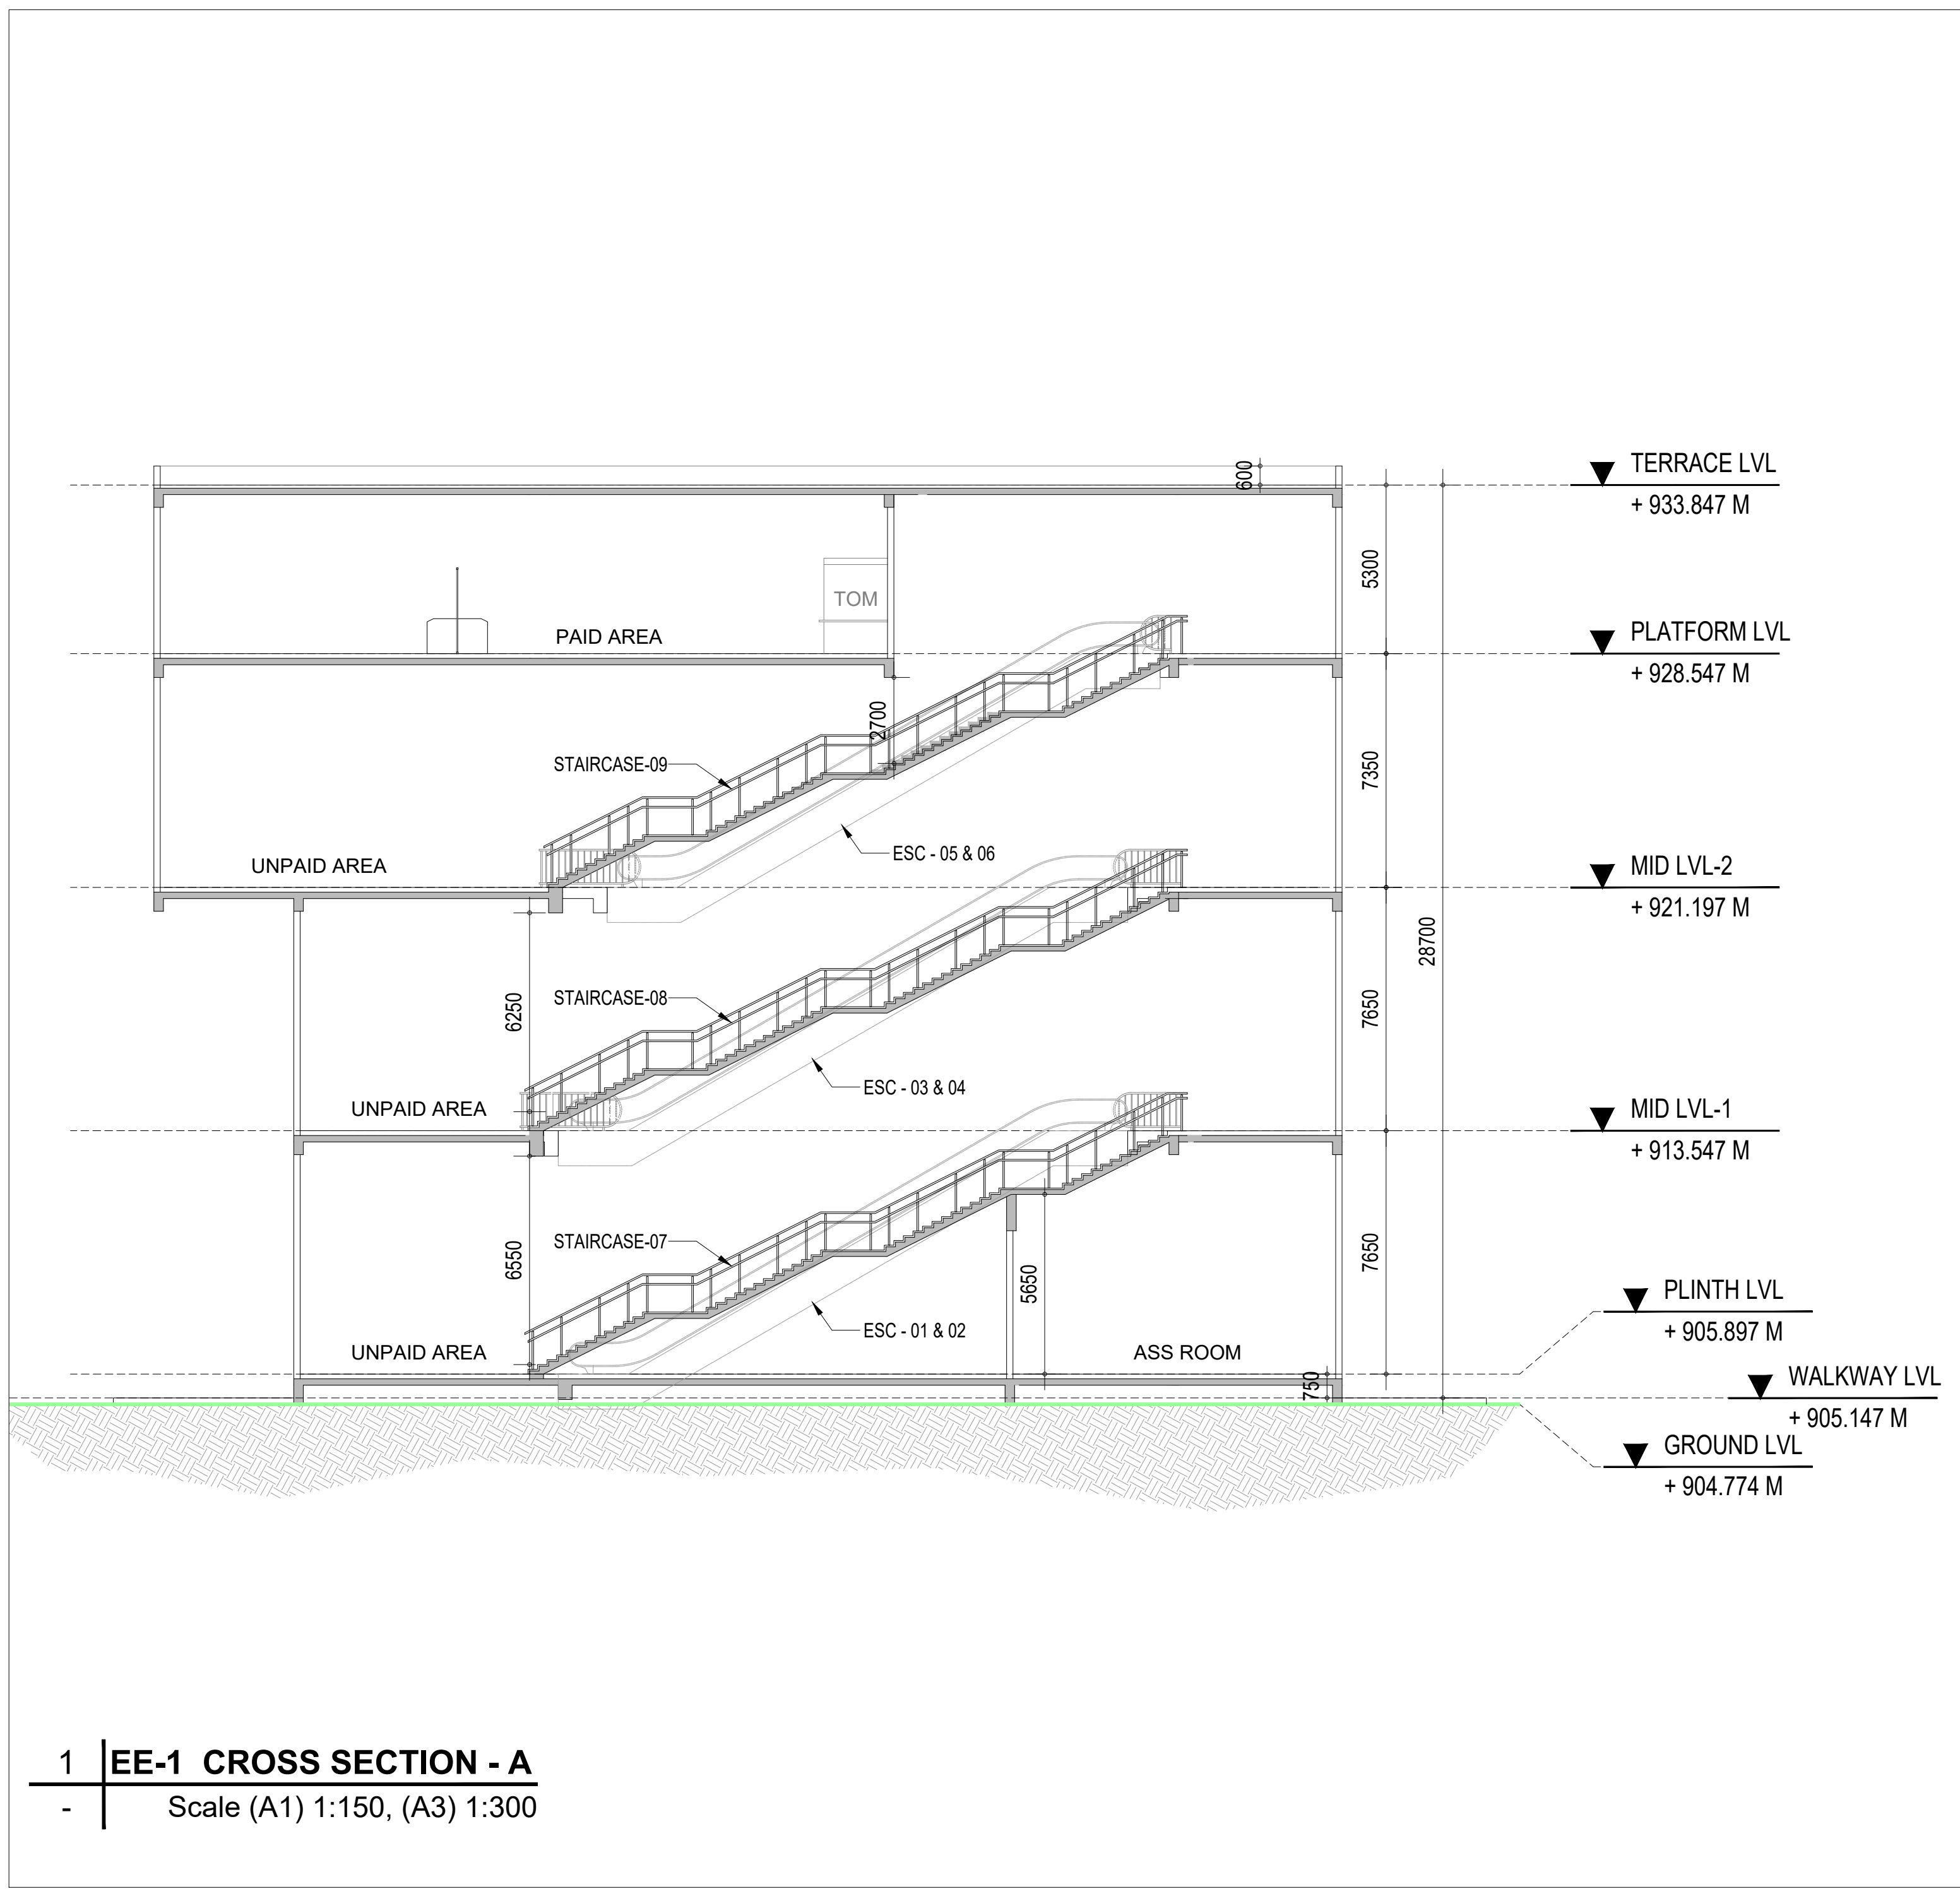 600
TERRACE LVL
+ 933.847 M
5300
TOM
PAID AREA
PLATFORM LVL
+ 928.547 M
2700
STAIRCASE-09
7350
ESC - 05 & 06
UNPAID AREA
MID LVL-2
+ 921.197 M
28700
6250
STAIRCASE-08
7650
ESC - 03 & 04
UNPAID AREA
MID LVL-1
+ 913.547 M
6550
STAIRCASE-07
7650
5650
ESC - 01 & 02
UNPAID AREA
ASS ROOM
750
PLINTH LVL
+ 905.897 M
WALKWAY LVL
+ 905.147 M
GROUND LVL
+ 904.774 M
1 EE-1 CROSS SECTION - A
- Scale (A1) 1:150, (A3) 1:300